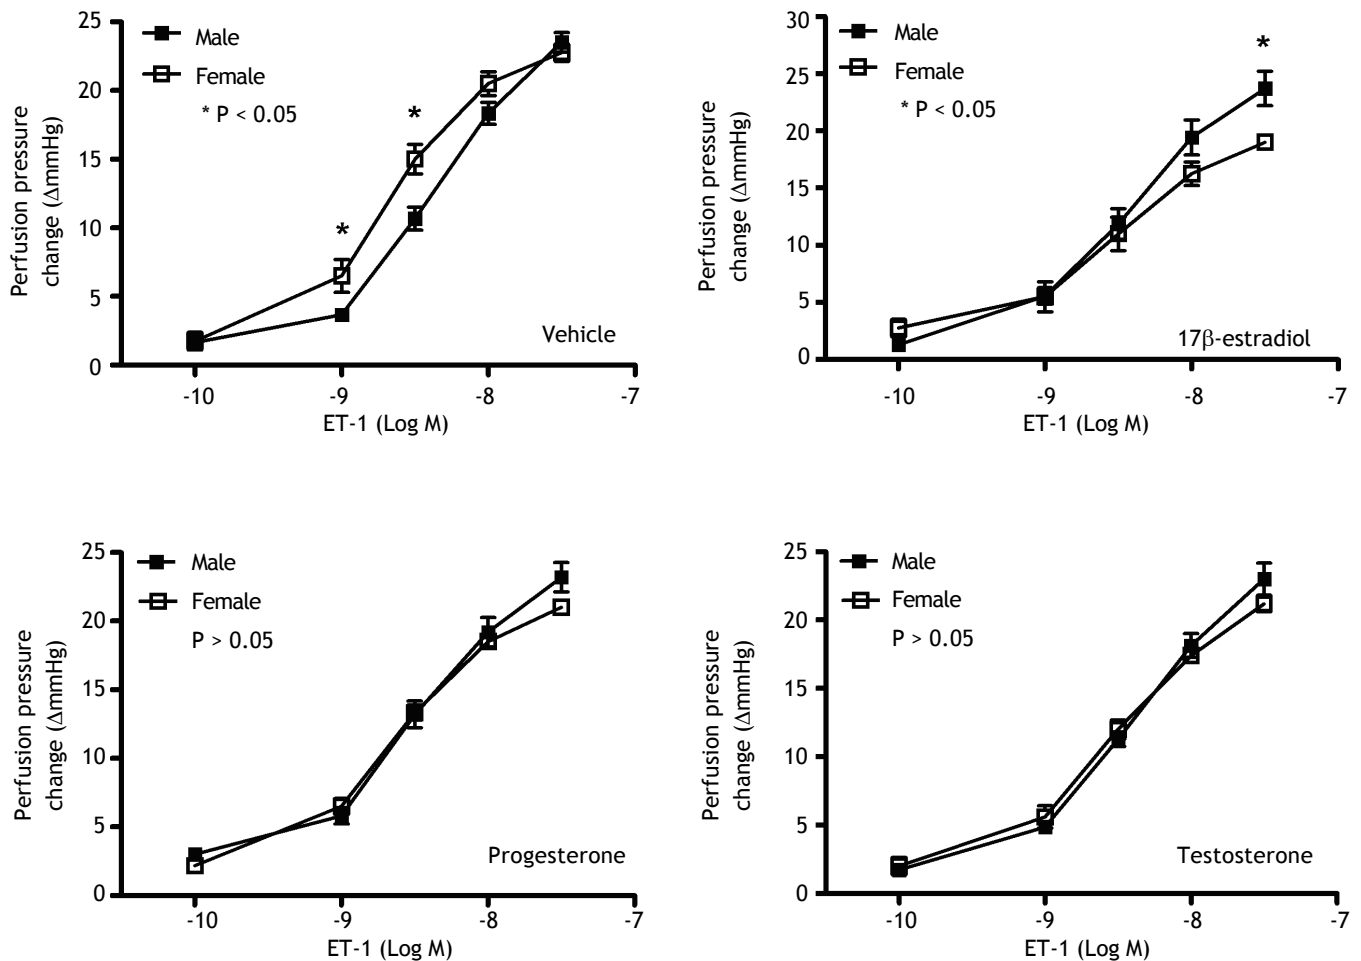 25
20
15
10
5
0
Perfusion pressure
change (ΔmmHg)
Male
Female
* P < 0.05
*
*
Vehicle
-10 -9 -8 -7
ET-1 (Log M)
30
25
20
15
10
5
0
Perfusion pressure
change (ΔmmHg)
Male
Female
* P < 0.05
*
17β-estradiol
-10 -9 -8 -7
ET-1 (Log M)
25
20
15
10
5
0
Perfusion pressure
change (ΔmmHg)
Male
Female
P > 0.05
Progesterone
-10 -9 -8 -7
ET-1 (Log M)
25
20
15
10
5
0
Perfusion pressure
change (ΔmmHg)
Male
Female
P > 0.05
Testosterone
-10 -9 -8 -7
ET-1 (Log M)